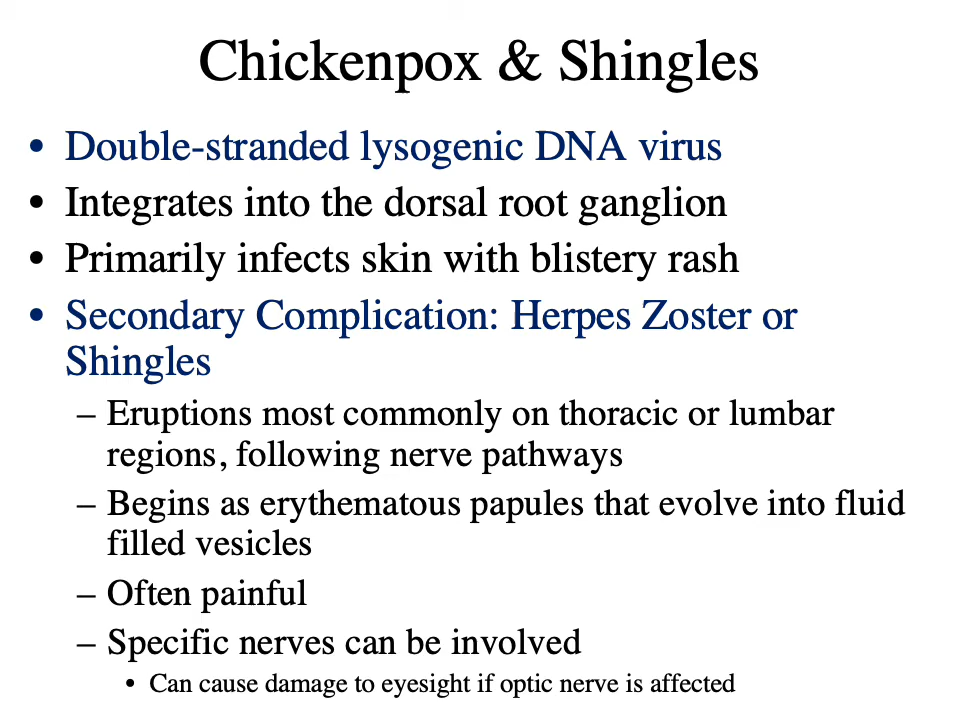 Chickenpox & Shingles
• Double-stranded lysogenic DNA virus
• Integrates into the dorsal root ganglion
• Primarily infects skin with blistery rash
• Secondary Complication: Herpes Zoster or
Shingles
– Eruptions most commonly on thoracic or lumbar
regions, following nerve pathways
– Begins as erythematous papules that evolve into fluid
filled vesicles
– Often painful
– Specific nerves can be involved
• Can cause damage to eyesight if optic nerve is affected